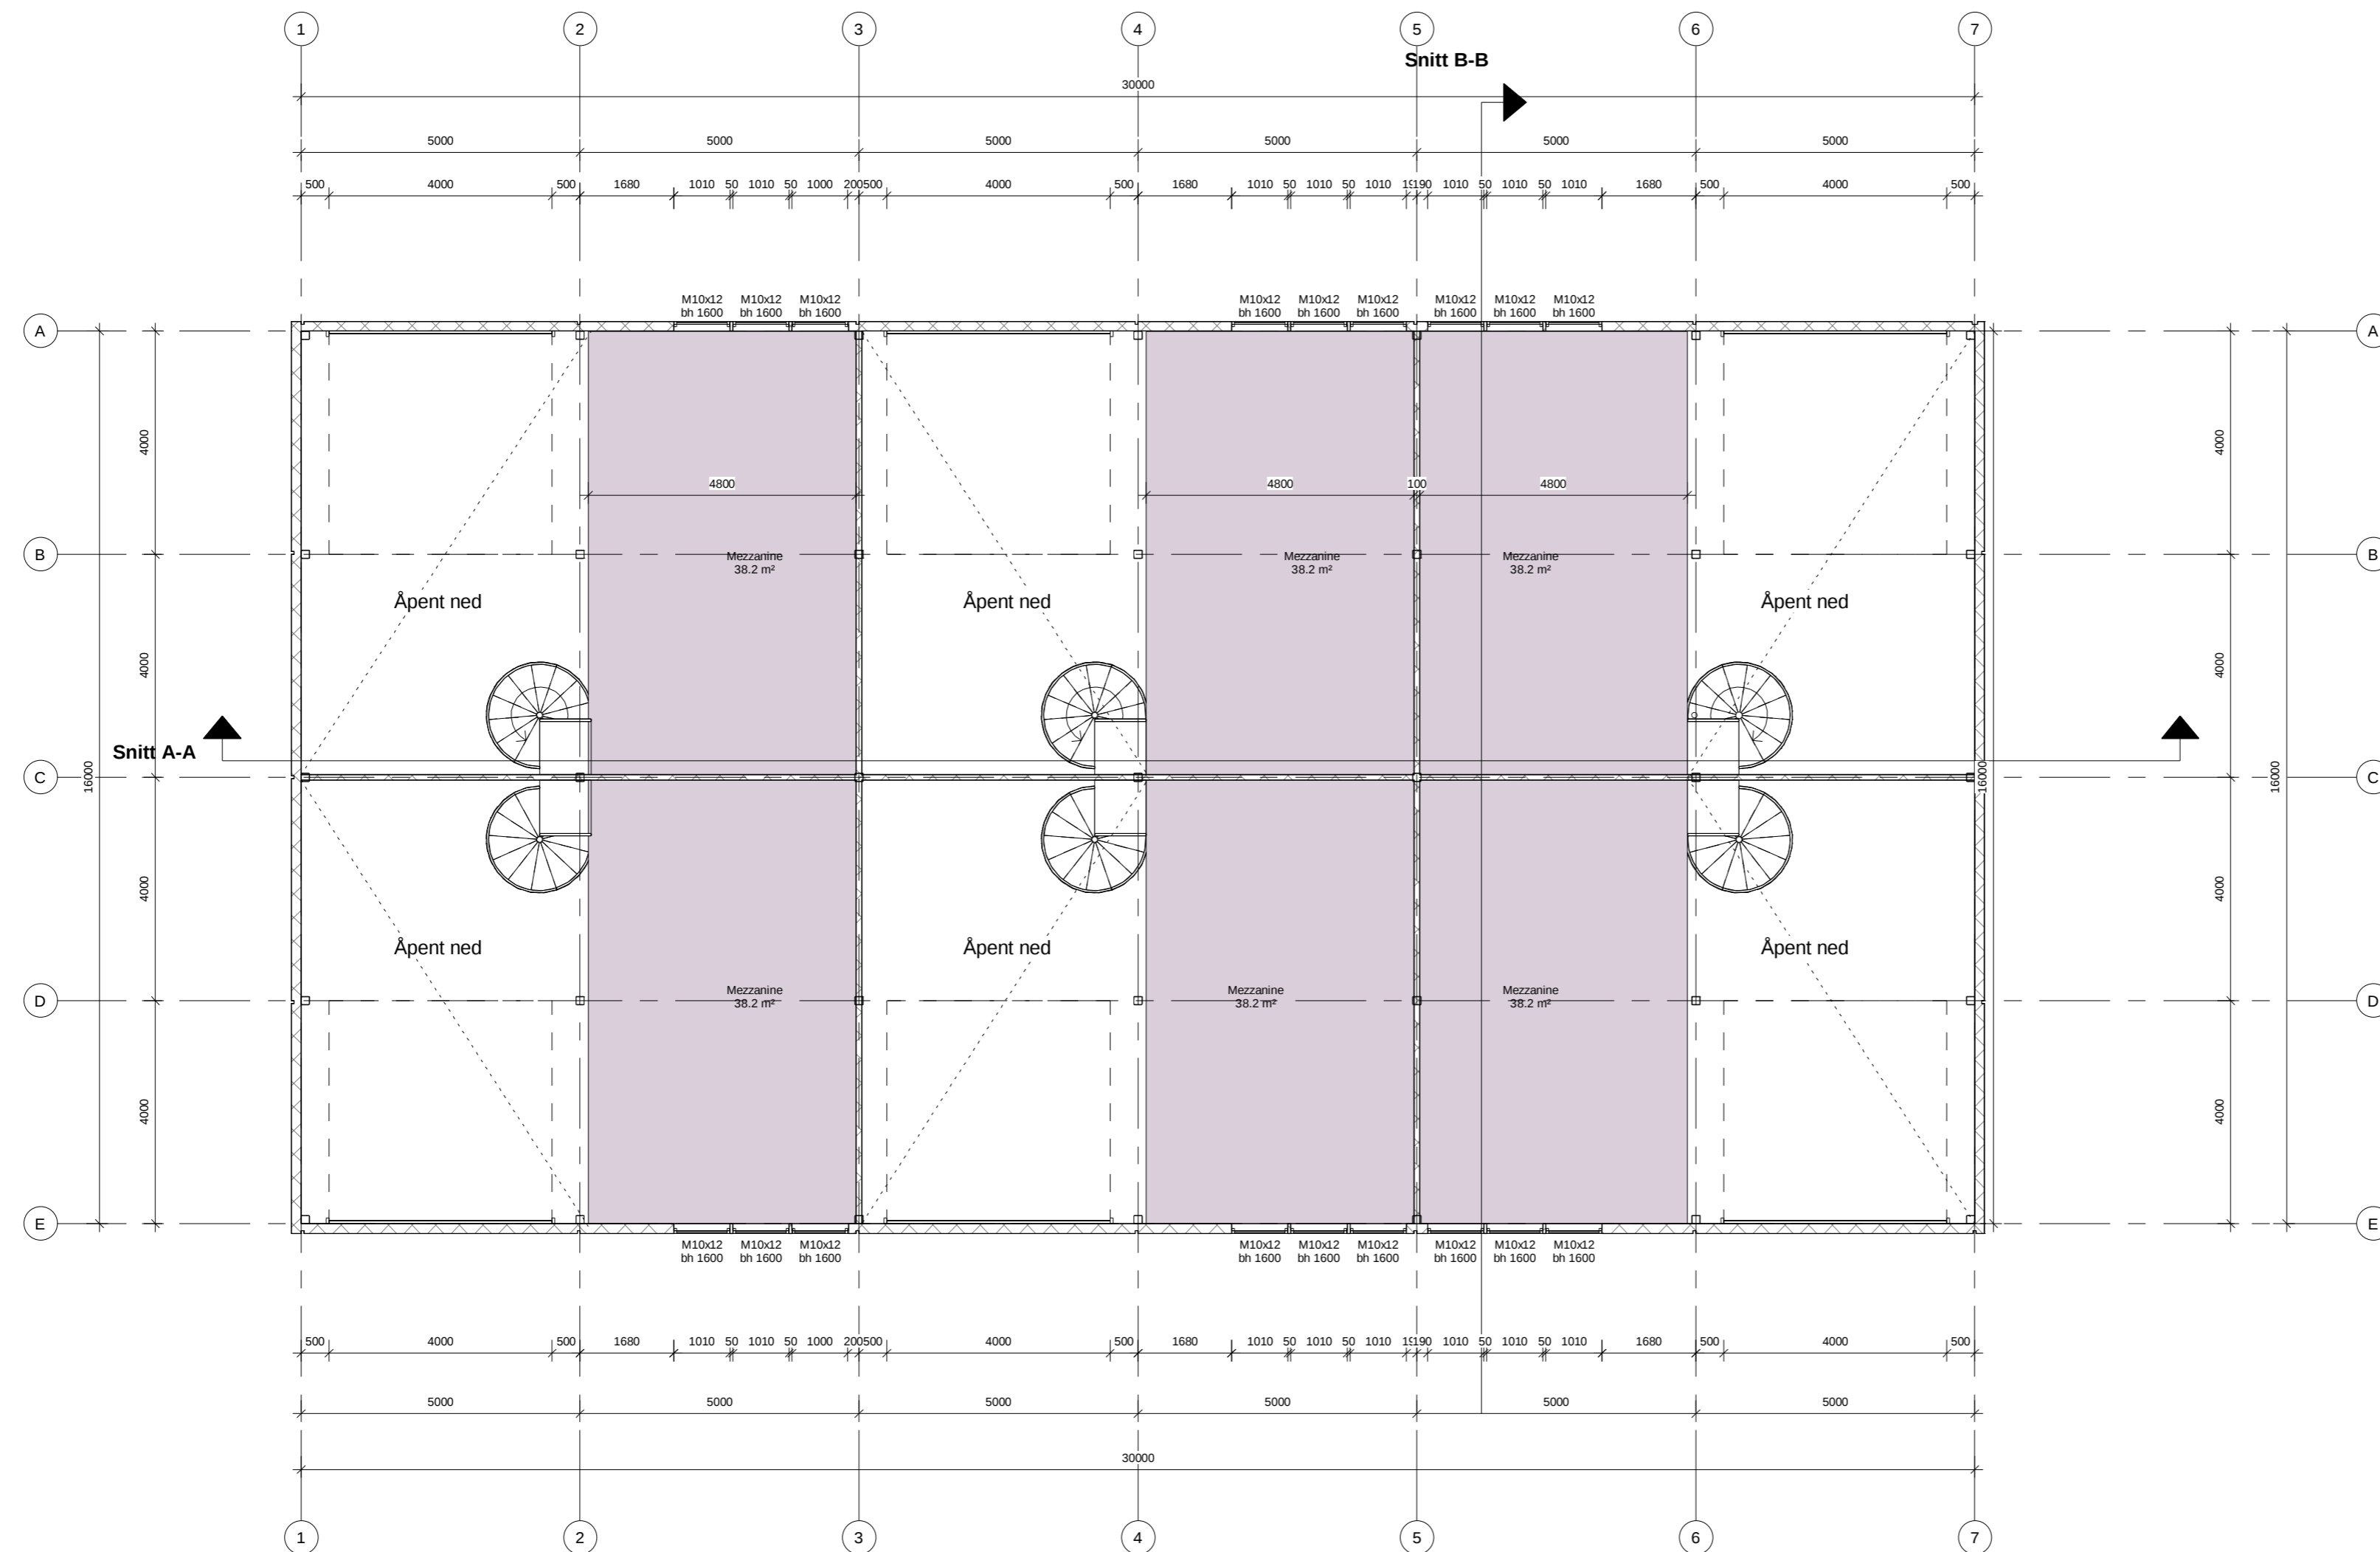 1 2 3 4 5 6 7
Snitt B-B
30000
5000 5000 5000 5000 5000 5000
500 4000 500 1680 1010 50 1010 50 1000 200 500 4000 500 1680 1010 50 1010 50 1010 190 1010 50 1010 50 1010 1680 500 4000 500
M10x12 M10x12 M10x12 M10x12 M10x12 M10x12 M10x12 M10x12 M10x12
bh 1600 bh 1600 bh 1600 bh 1600 bh 1600 bh 1600 bh 1600 bh 1600 bh 1600
A A
4000 4000
4800 4800 100 4800
B B
Mezzanine Mezzanine Mezzanine
38.2 m² 38.2 m² 38.2 m²
Åpent ned Åpent ned Åpent ned
4000 4000
Snitt A-A
C C
16000 16000 16000
4000 4000
Åpent ned Åpent ned Åpent ned
Mezzanine Mezzanine Mezzanine
38.2 m² 38.2 m² 38.2 m²
D D
4000 4000
E E
M10x12 M10x12 M10x12 M10x12 M10x12 M10x12 M10x12 M10x12 M10x12
bh 1600 bh 1600 bh 1600 bh 1600 bh 1600 bh 1600 bh 1600 bh 1600 bh 1600
500 4000 500 1680 1010 50 1010 50 1000 200 500 4000 500 1680 1010 50 1010 50 1010 190 1010 50 1010 50 1010 1680 500 4000 500
5000 5000 5000 5000 5000 5000
30000
1 2 3 4 5 6 7